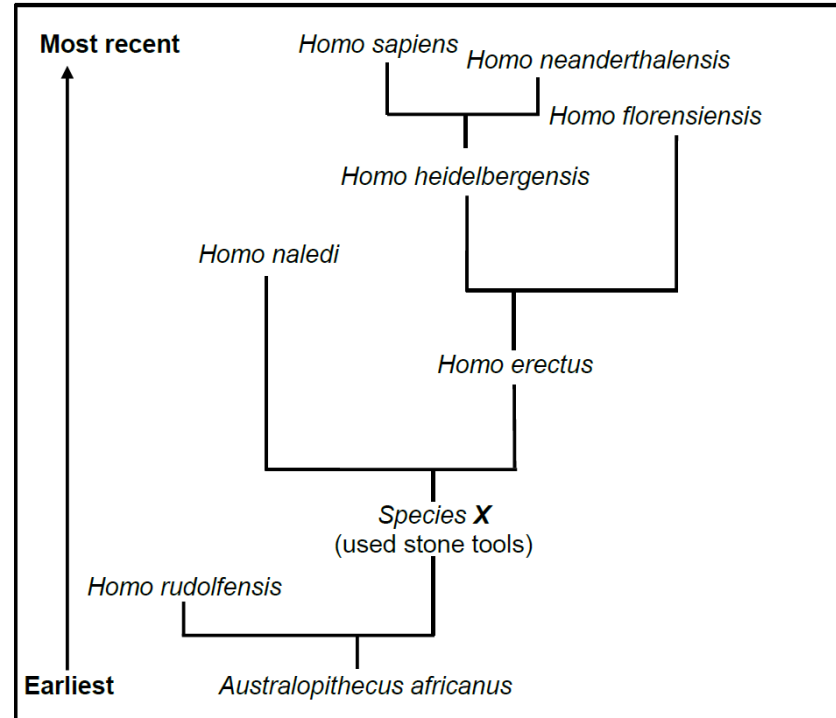 Most recent
Homo sapiens
Homo neanderthalensis
Homo florensiensis
Homo heidelbergensis
Homo naledi
Homo erectus
Species X
(used stone tools)
Homo rudolfensis
Earliest
Australopithecus africanus